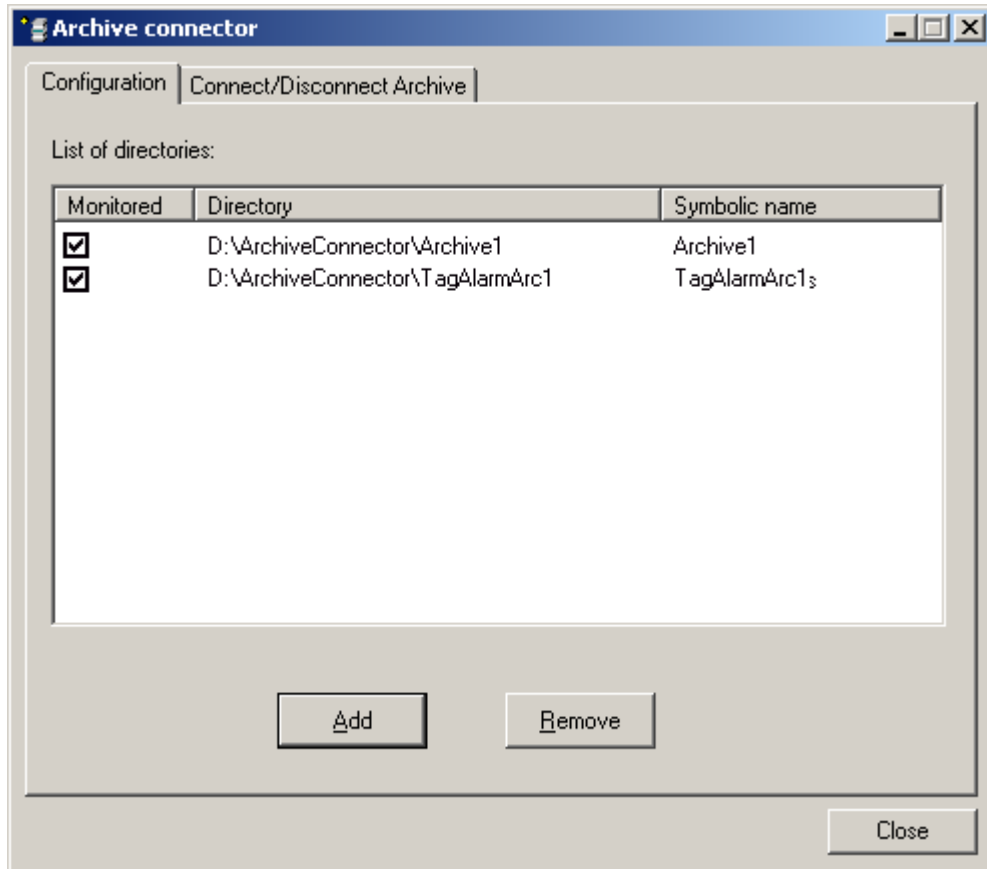 Archive connector
Configuration Connect/Disconnect Archive
List of directories:
Monitored Directory Symbolic name
D:\ArchiveConnector\Archive1 Archive1
D:\ArchiveConnector\TagAlarmArc1 TagAlarmArc1s
Add Remove
Close